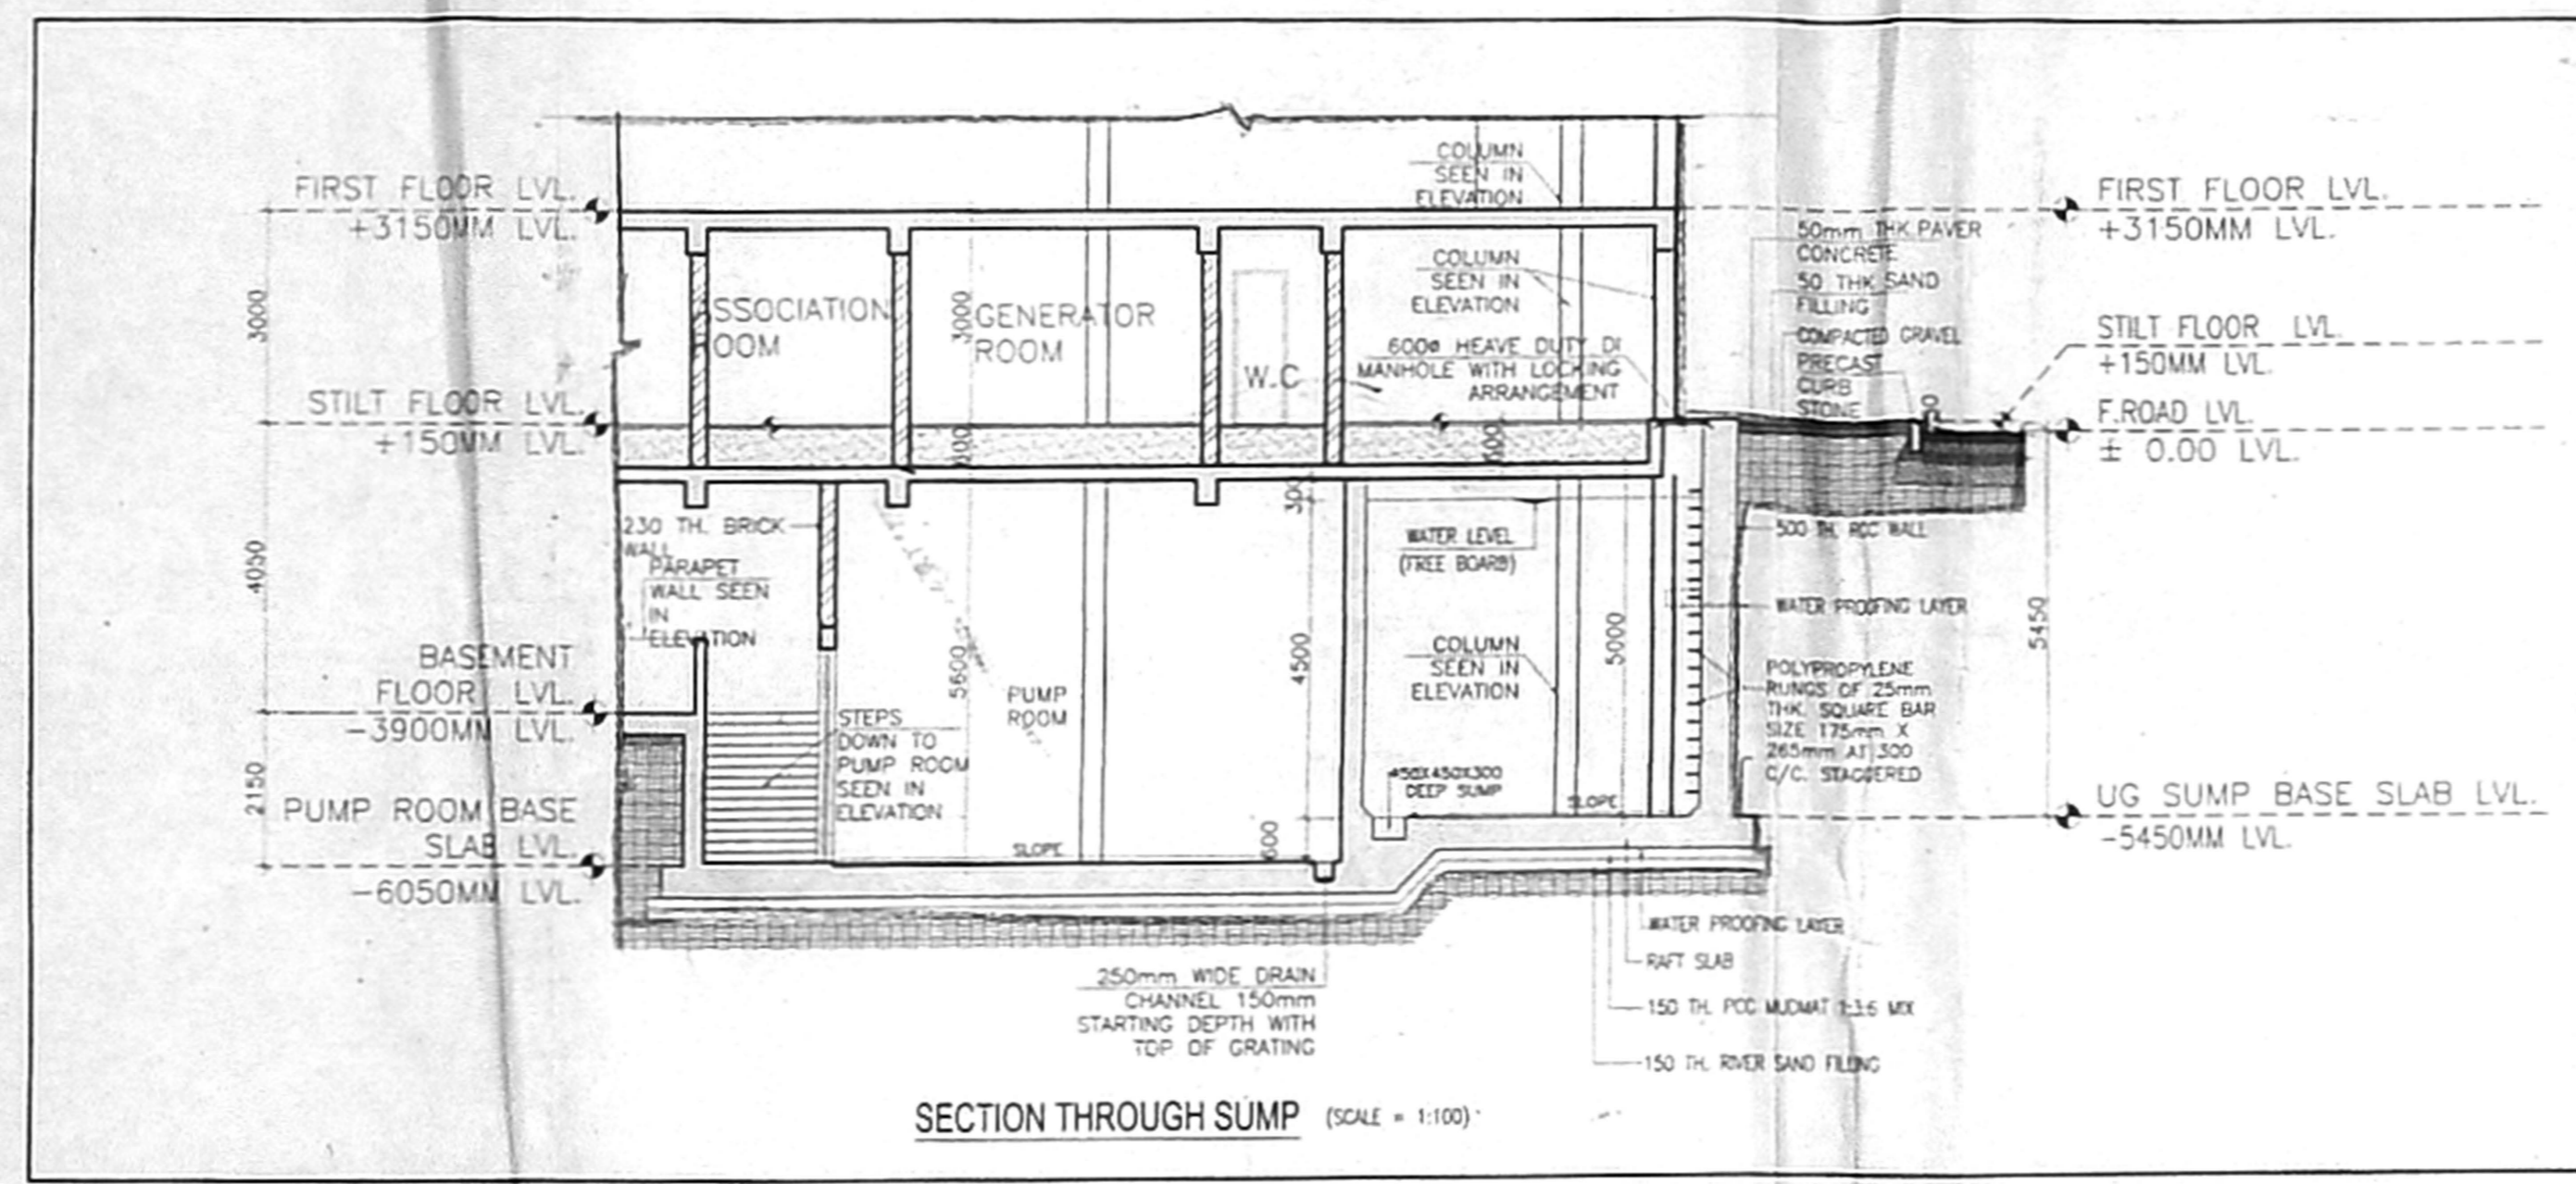 COLUMN
SEEN IN
ELEVATION
FIRST FLOOR LVL.
+3150MM LVL.
FIRST FLOOR LVL.
+3150MM LVL.
50mm THK PAVER
CONCRETE
50 THK SAND
FILLING
COMPACTED GRAVEL
PRECAST
CURB
STONE
COLUMN
SEEN IN
ELEVATION
3000
SSOCIATION
OOM
3000
GENERATOR
ROOM
W.C
600ø HEAVE DUTY DI
MANHOLE WITH LOCKING
ARRANGEMENT
STILT FLOOR LVL.
+150MM LVL.
F.ROAD LVL.
± 0.00 LVL.
STILT FLOOR LVL.
+150MM LVL.
600
300
230 TH. BRICK
WALL
PARAPET
WALL SEEN
IN
ELEVATION
WATER LEVEL
(TREE BOARD)
500 TH. RCC WALL
WATER PROOFING LAYER
4050
5450
BASEMENT
FLOOR LVL.
-3900MM LVL.
5600
PUMP
ROOM
4500
COLUMN
SEEN IN
ELEVATION
5000
POLYPROPYLENE
RUNGS OF 25mm
THK. SQUARE BAR
SIZE 175mm X
265mm AT 300
C/C. STAGGERED
STEPS
DOWN TO
PUMP ROOM
SEEN IN
ELEVATION
450X450X300
DEEP SUMP
SLOPE
2150
PUMP ROOM BASE
SLAB LVL.
-6050MM LVL.
SLOPE
600
UG SUMP BASE SLAB LVL.
-5450MM LVL.
WATER PROOFING LAYER
RAFT SLAB
150 TH. PCC MUDMAT 1:3:6 MIX
150 TH. RIVER SAND FILLING
250mm WIDE DRAIN
CHANNEL 150mm
STARTING DEPTH WITH
TOP OF GRATING
SECTION THROUGH SUMP (SCALE = 1:100)